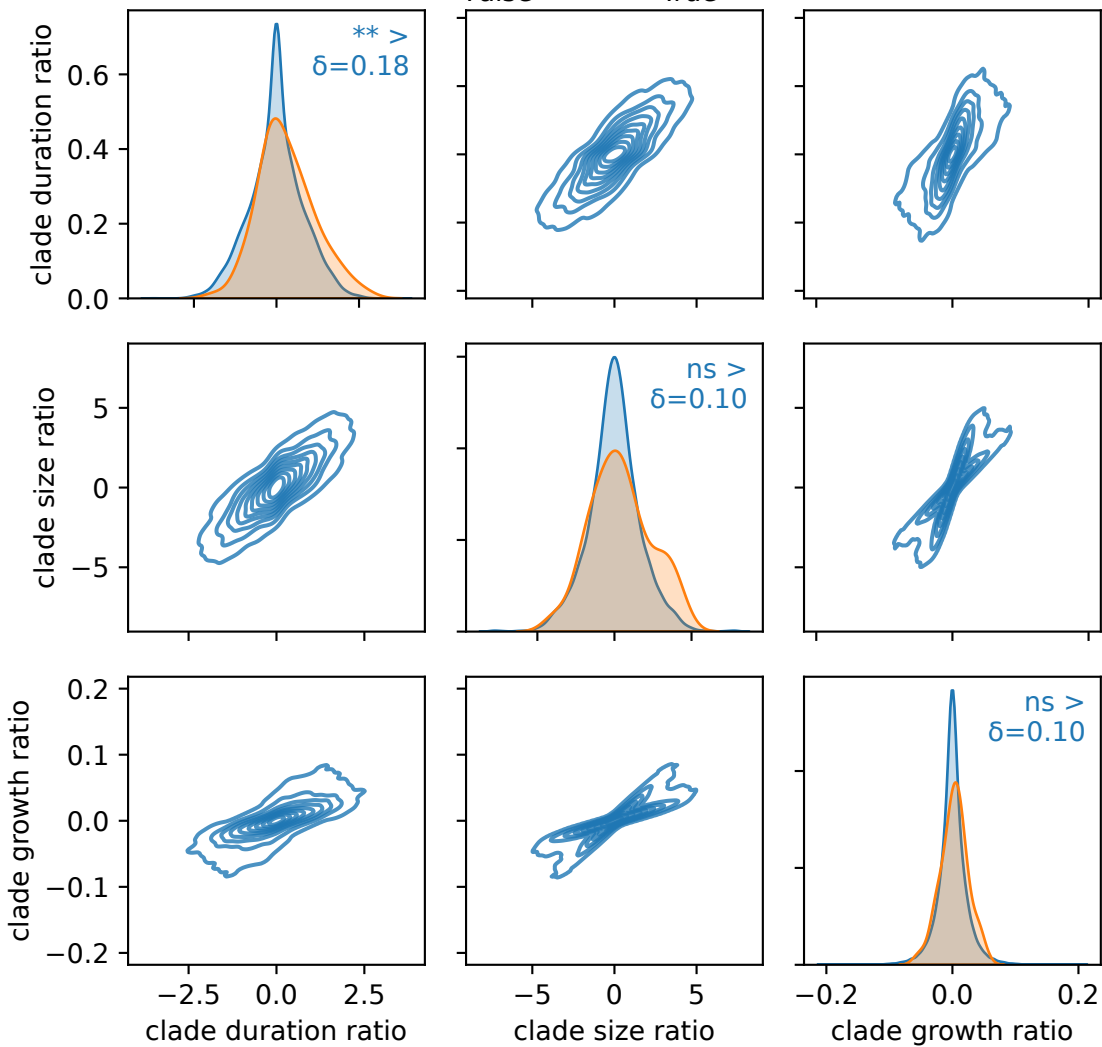 clade duration ratio
0.6
0.4
0.2
0.0
** >
δ=0.18
clade size ratio
5
0
−5
ns >
δ=0.10
clade growth ratio
0.2
0.1
0.0
−0.1
−0.2
ns >
δ=0.10
−2.5 0.0 2.5
−5 0 5
−0.2 0.0 0.2
clade duration ratio
clade size ratio
clade growth ratio